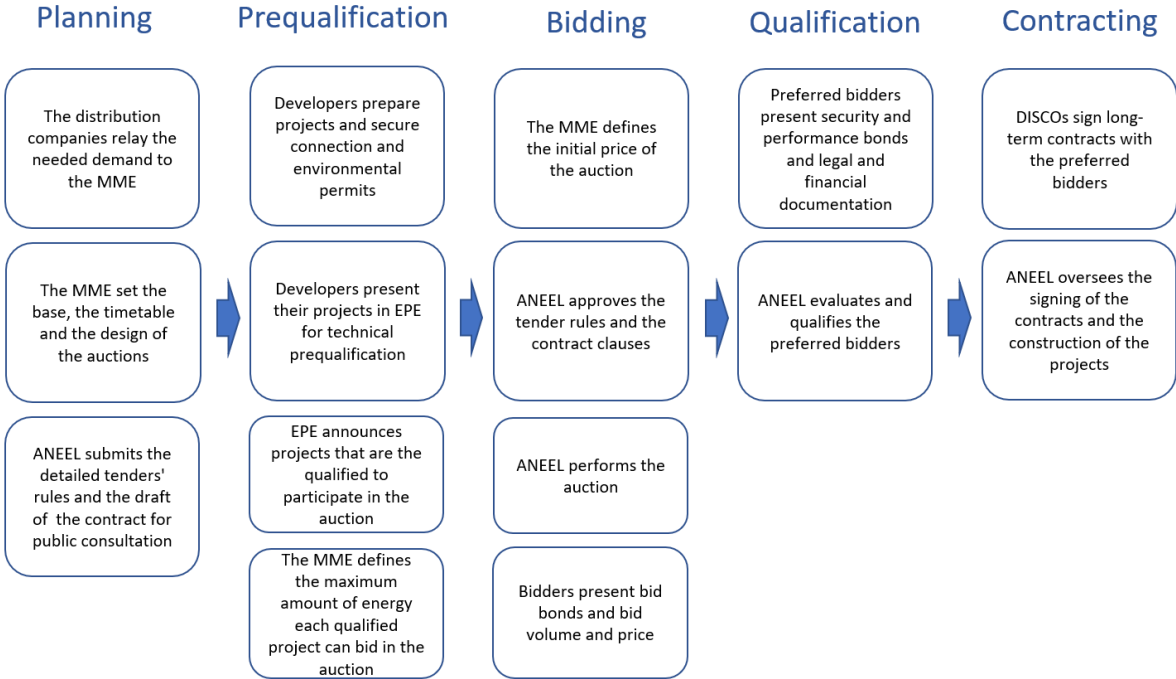 Planning
The distribution
companies relay the
needed demand to
the MME
The MME set the
base, the timetable
and the design of
the auctions
ANEEL submits the
detailed tenders'
rules and the draft
of the contract for
public consultation
Prequalification
Developers prepare
projects and secure
connection and
environmental
permits
Developers present
their projects in EPE
for technical
prequalification
EPE announces
projects that are the
qualified to
participate in the
auction
The MME defines
the maximum
amount of energy
each qualified
project can bid in the
auction
Bidding
The MME defines
the initial price of
the auction
ANEEL approves the
tender rules and the
contract clauses
ANEEL performs the
auction
Bidders present bid
bonds and bid
volume and price
Qualification
Preferred bidders
present security and
performance bonds
and legal and
financial
documentation
ANEEL evaluates and
qualifies the
preferred bidders
Contracting
DISCOs sign long-
term contracts with
the preferred
bidders
ANEEL oversees the
signing of the
contracts and the
construction of the
projects